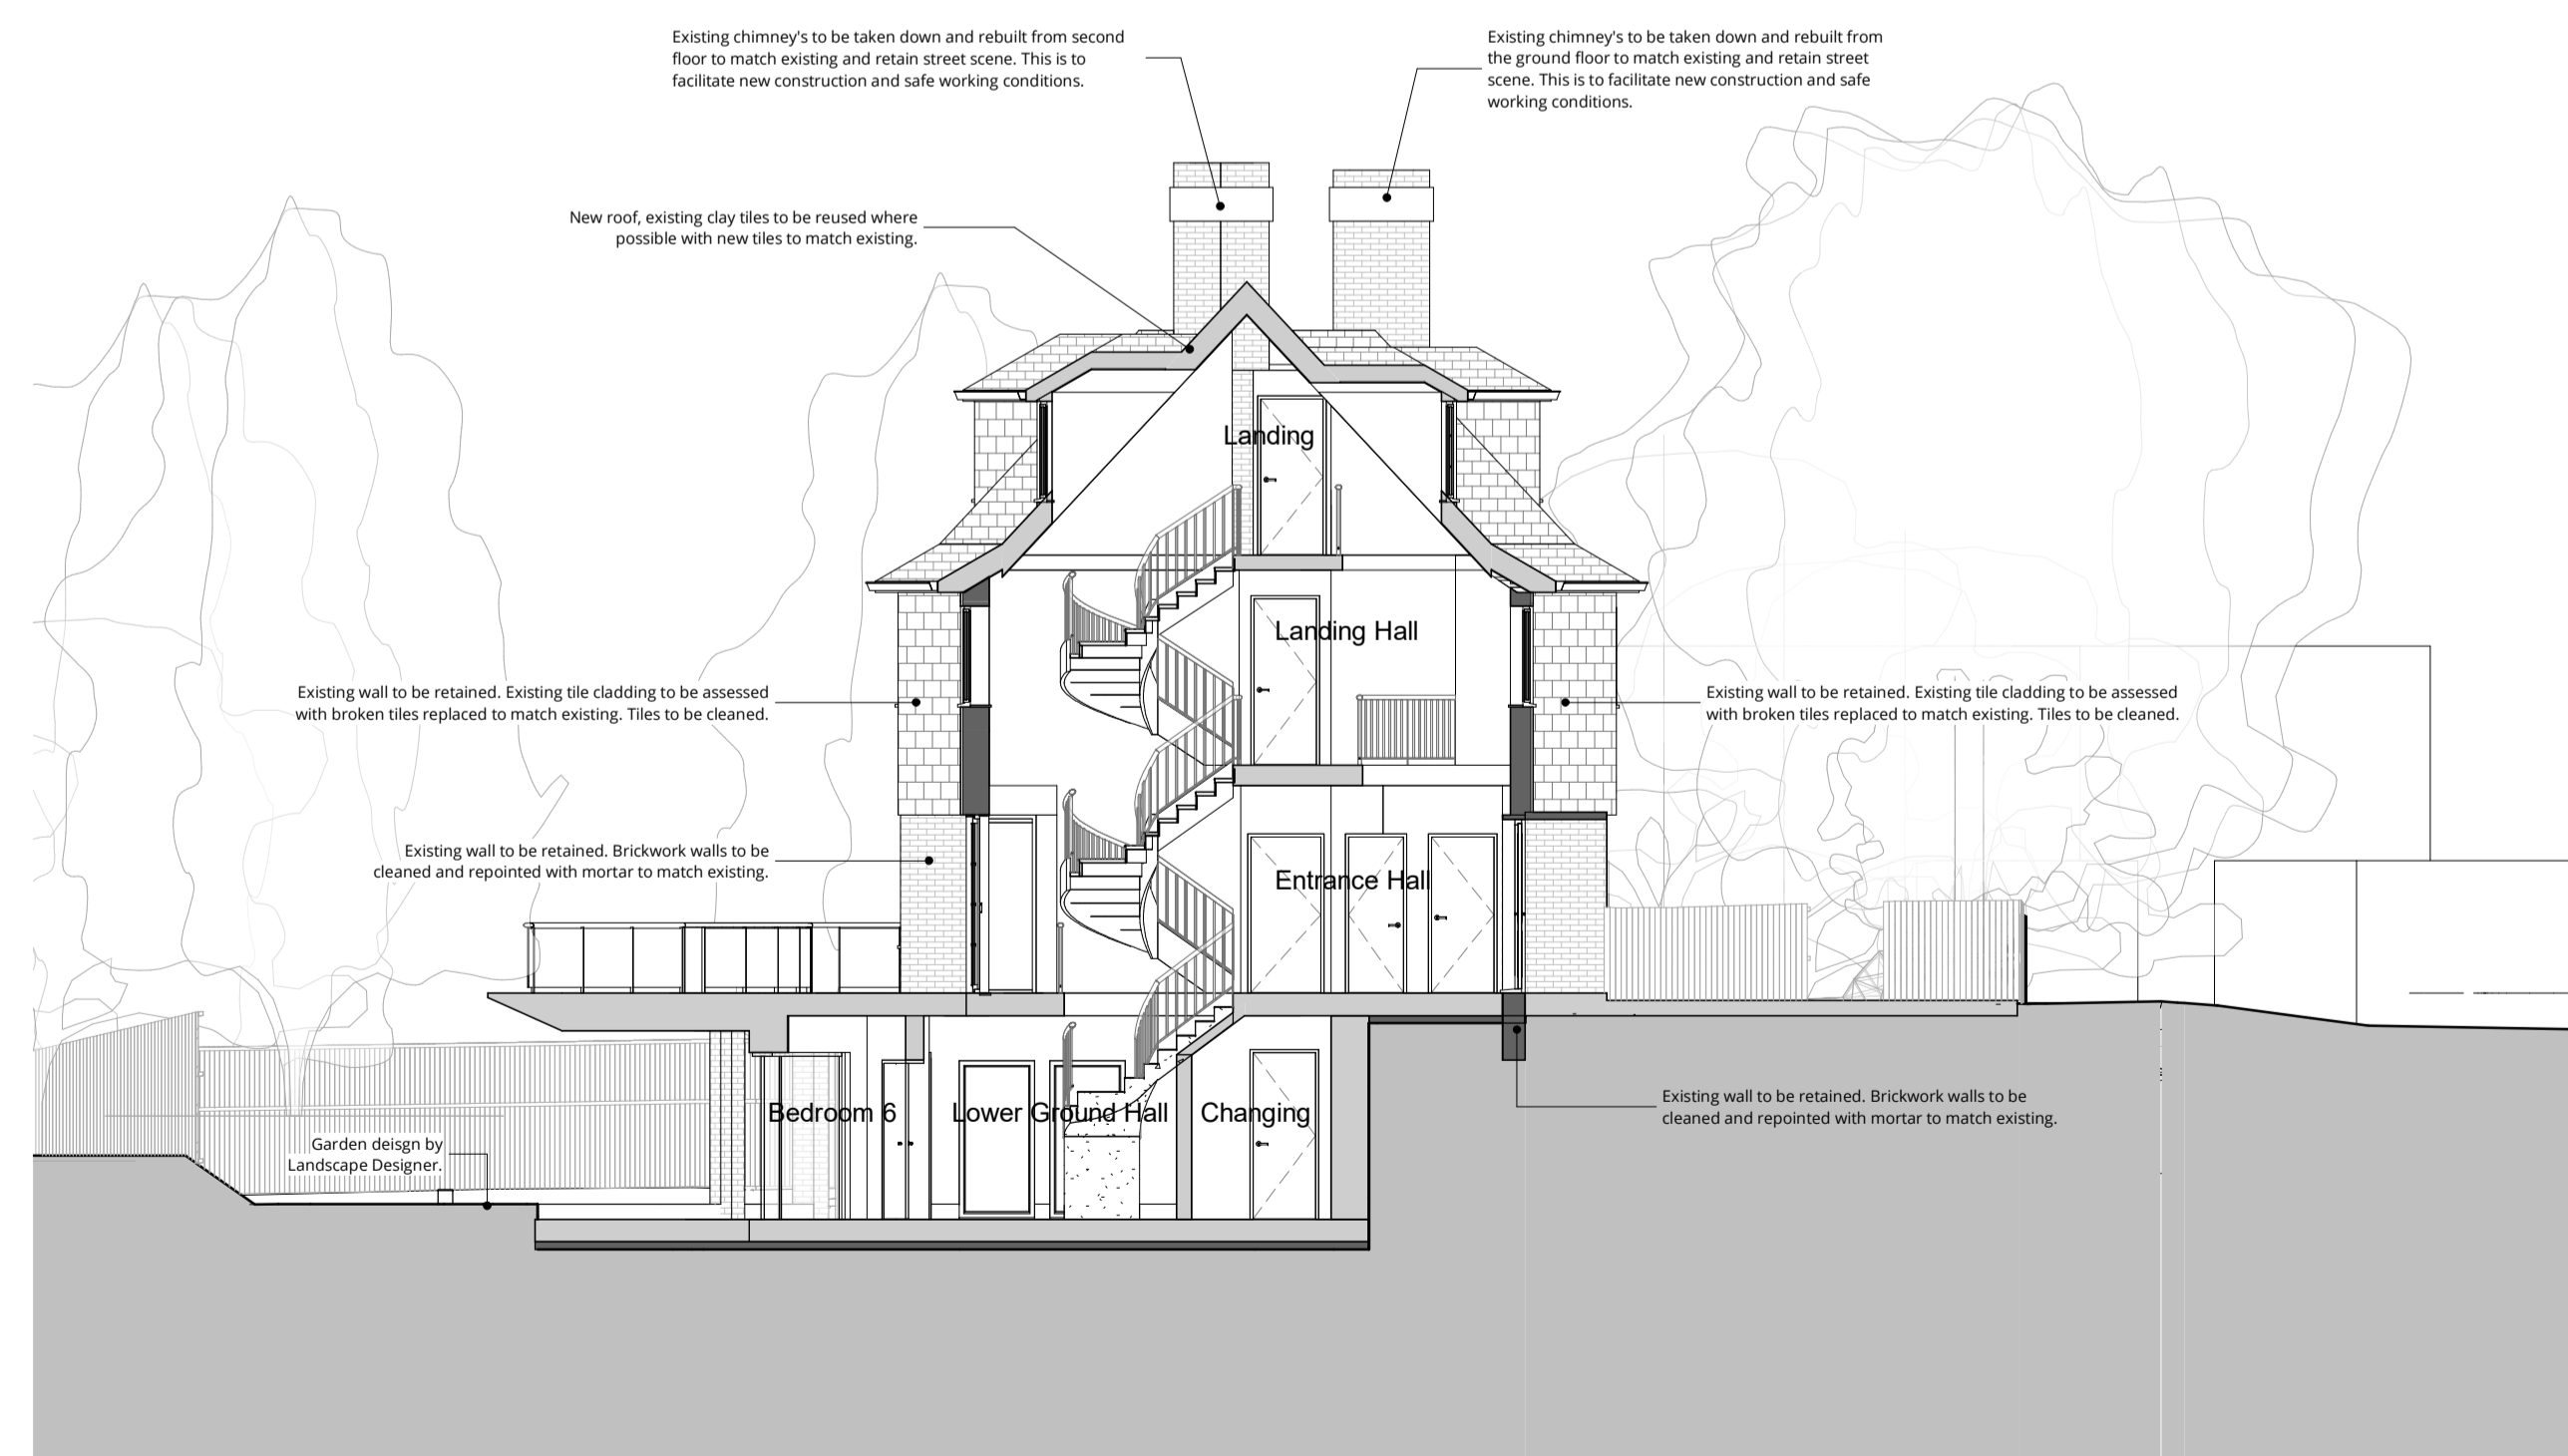 Existing chimney's to be taken down and rebuilt from second
floor to match existing and retain street scene. This is to
facilitate new construction and safe working conditions.
Existing chimney's to be taken down and rebuilt from
the ground floor to match existing and retain street
scene. This is to facilitate new construction and safe
working conditions.
New roof, existing clay tiles to be reused where
possible with new tiles to match existing.
Landing
Landing Hall
Existing wall to be retained. Existing tile cladding to be assessed
with broken tiles replaced to match existing. Tiles to be cleaned.
Existing wall to be retained. Existing tile cladding to be assessed
with broken tiles replaced to match existing. Tiles to be cleaned.
Existing wall to be retained. Brickwork walls to be
cleaned and repointed with mortar to match existing.
Entrance Hall
Bedroom 6
Lower Ground Hall
Changing
Existing wall to be retained. Brickwork walls to be
cleaned and repointed with mortar to match existing.
Garden deisgn by
Landscape Designer.